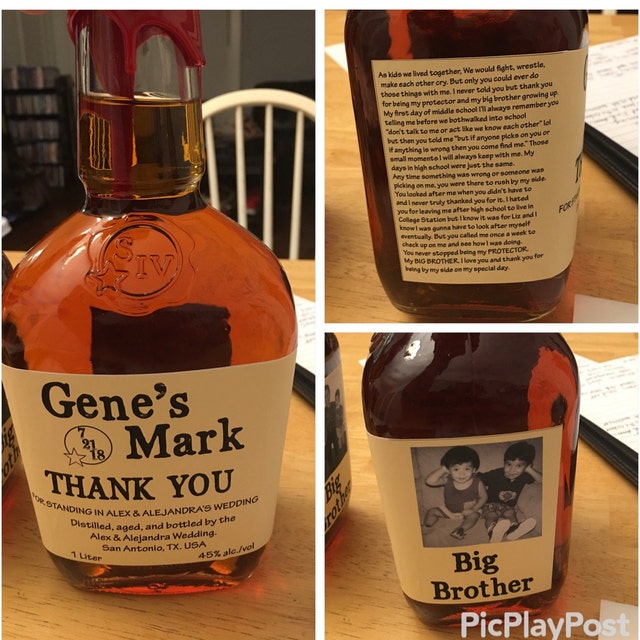 S
IV
Gene's
7
21
18
Mark
THANK YOU
FOR STANDING IN ALEX & ALEJANDRA'S WEDDING
Distilled, aged, and bottled by the
Alex & Alejandra Wedding.
San Antonio, TX. USA
1 Liter 45% alc./vol
As kids we lived together, We would fight, wrestle,
make each other cry. But only you could ever do
those things with me. I never told you but thank you
for being my protector and my big brother growing up.
My first day of middle school I'll always remember you
telling me before we bothwalked into school
"don't talk to me or act like we know each other" lol
but then you told me "but if anyone picks on you or
if anything is wrong then you come find me." Those
small moments I will always keep with me. My
days in high school were just the same.
Any time something was wrong or someone was
picking on me, you were there to rush by my side.
You looked after me when you didn't have to
and I never truly thanked you for it. I hated
you for leaving me after high school to live in
College Station but I know it was for Liz and I
know I was gunna have to look after myself
eventually. But you called me once a week to
check up on me and see how I was doing.
You never stopped being my PROTECTOR.
My BIG BROTHER. I love you and thank you for
being by my side on my special day.
FOR
Big
Brother
Big
Brother
PicPlayPost